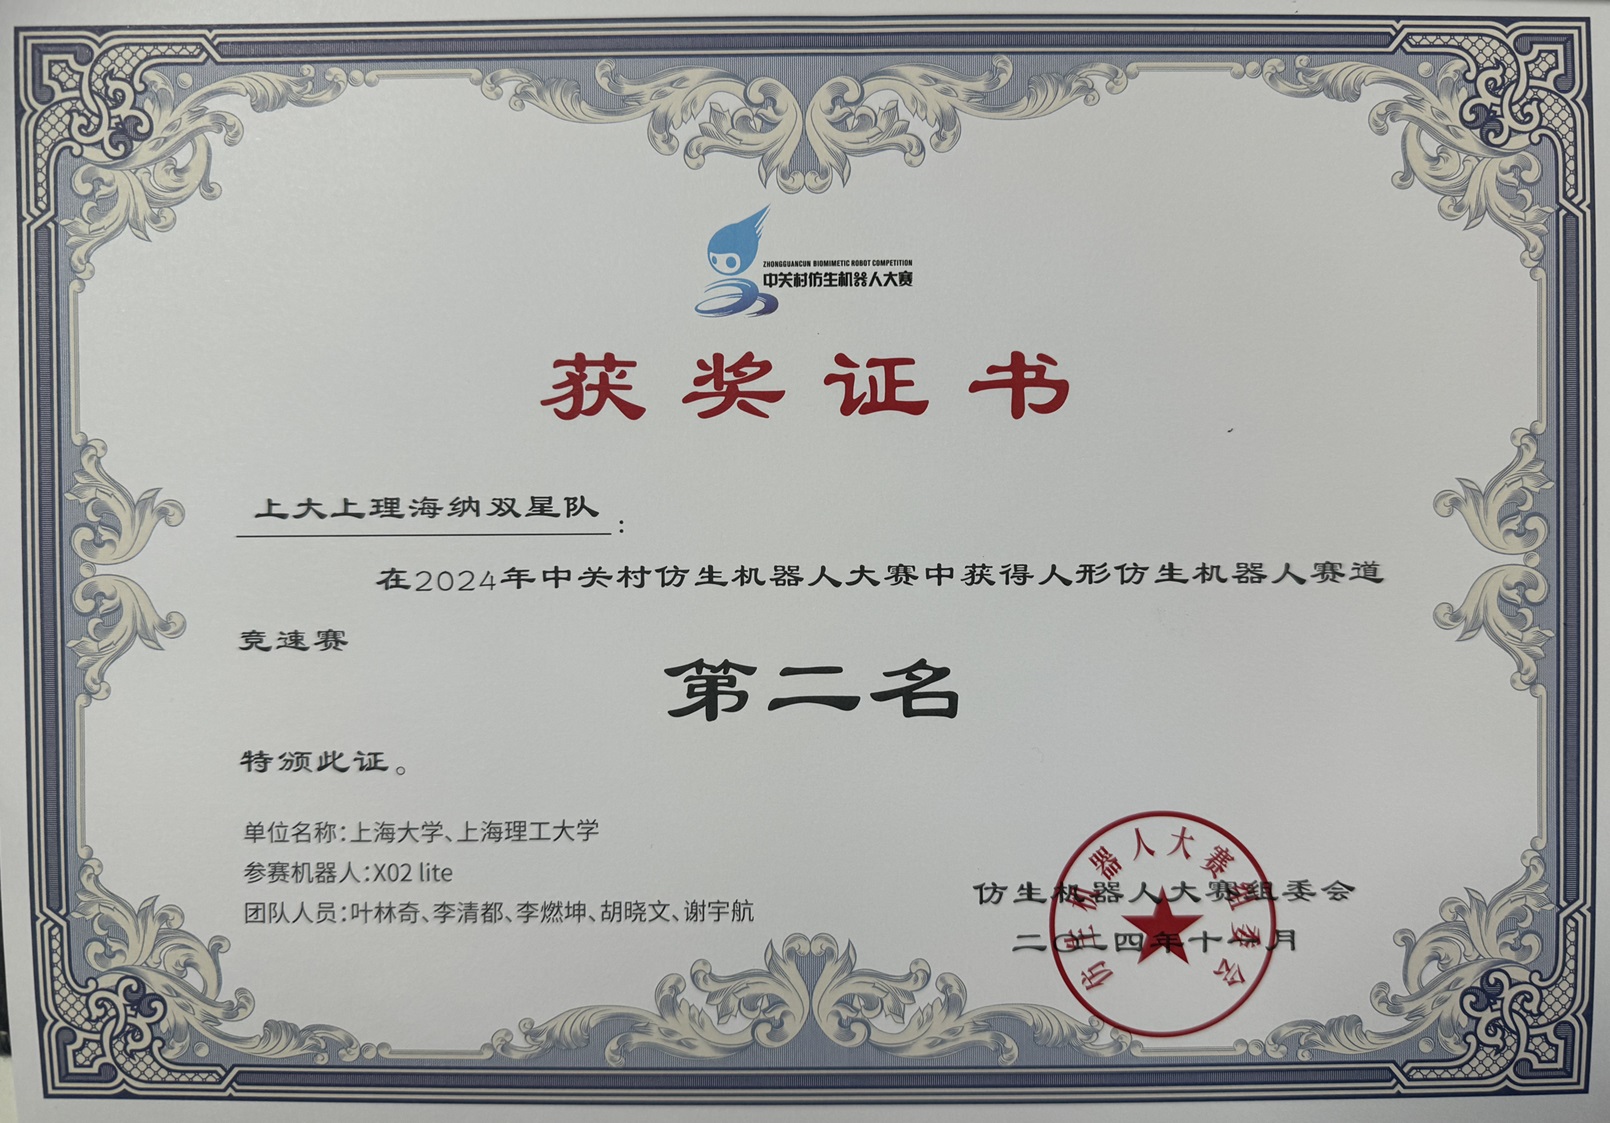 ZHONGGUANCUN BIOMIMETIC ROBOT COMPETITION
中关村仿生机器人大赛
获奖证书
上大上理海纳双星队：
在2024年中关村仿生机器人大赛中获得人形仿生机器人赛道
竞速赛
第二名
特颁此证。
单位名称：上海大学、上海理工大学
参赛机器人：X02 lite
团队人员：叶林奇、李清都、李燃坤、胡晓文、谢宇航
仿生机器人大赛组委会
二〇二四年十一月
仿生机器人大赛组委会